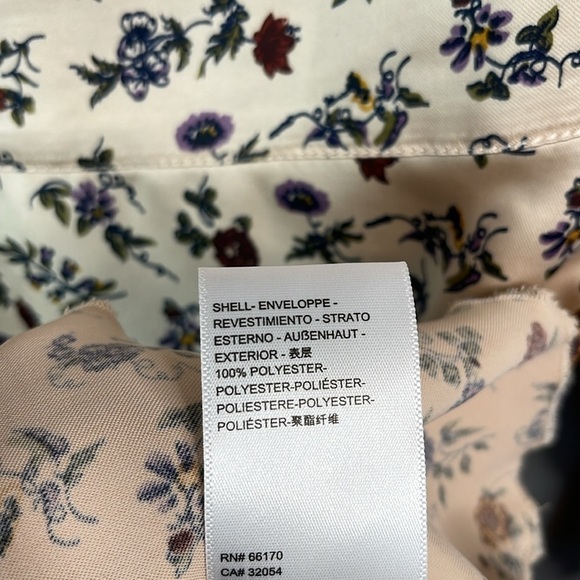 SHELL- ENVELOPPE -
REVESTIMIENTO - STRATO
ESTERNO - AUßENHAUT -
EXTERIOR - 表层
100% POLYESTER-
POLYESTER-POLIÉSTER-
POLIESTERE-POLYESTER-
POLIÉSTER-聚酯纤维
RN# 66170
CA# 32054